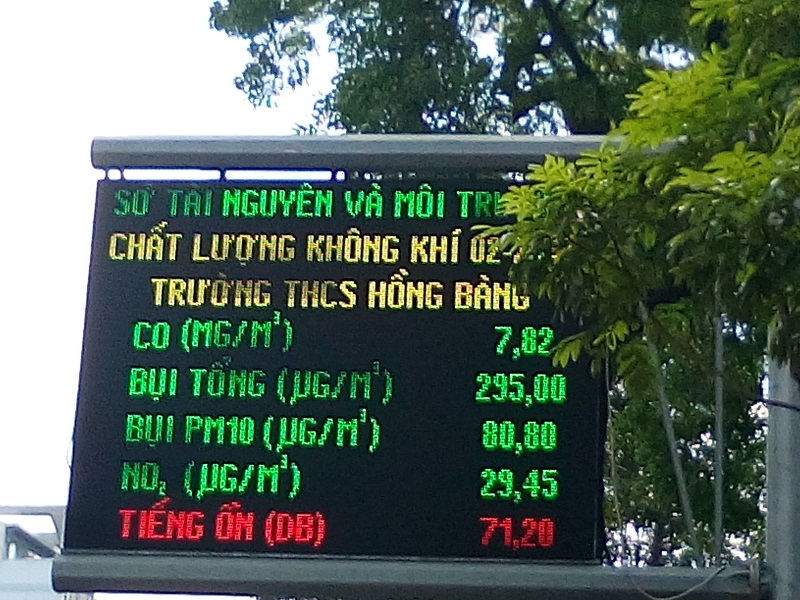 SỞ TÀI NGUYÊN VÀ MÔI
CHẤT LƯỢNG KHÔNG KHÍ 02-
TRƯỜNG THCS HỒNG BÀNG
CO (MG/M³) 7,82
BỤI TỔNG (µG/M³) 295,00
BỤI PM10 (µG/M³) 80,80
NO₂ (µG/M³) 29,45
TIẾNG ỒN (DB) 71,20